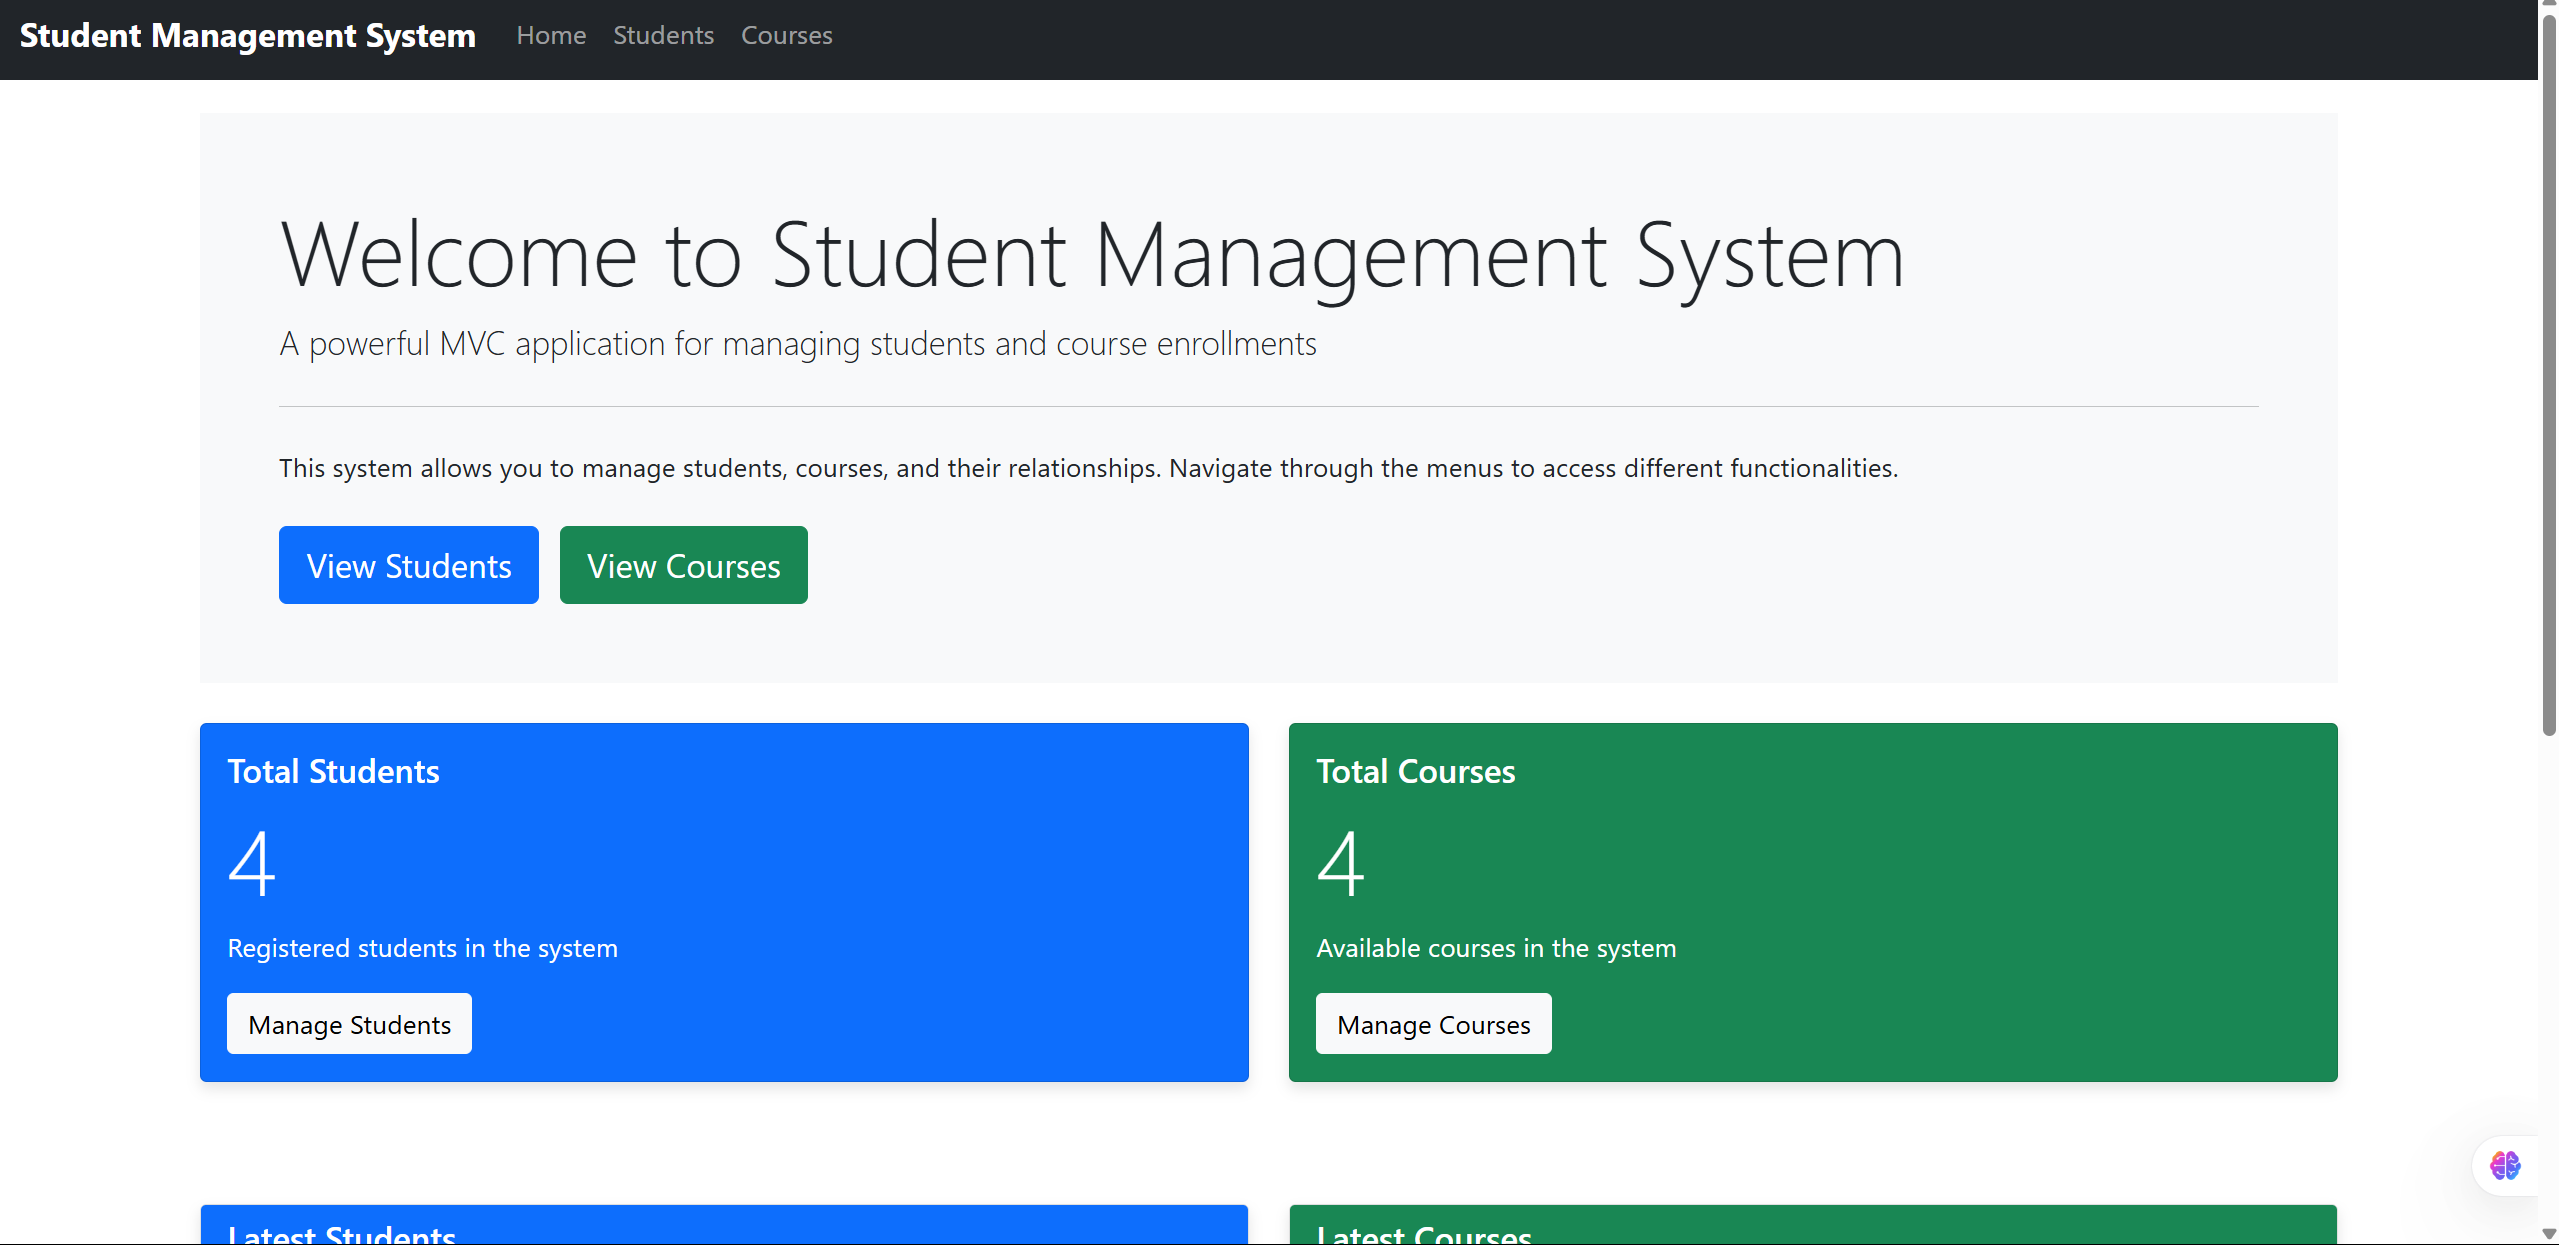 Student Management System Home Students Courses
Welcome to Student Management System
A powerful MVC application for managing students and course enrollments
This system allows you to manage students, courses, and their relationships. Navigate through the menus to access different functionalities.
View Students View Courses
Total Students
4
Registered students in the system
Manage Students
Total Courses
4
Available courses in the system
Manage Courses
Latest Students
Latest Courses